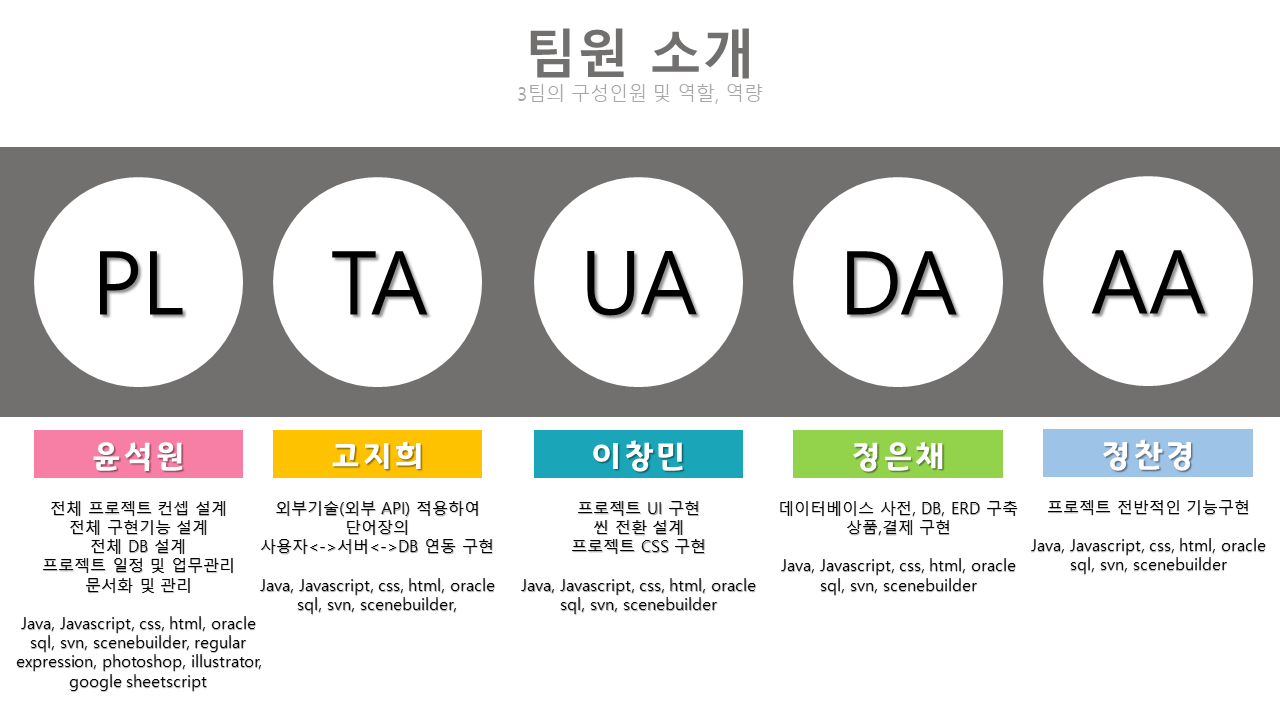 팀원 소개
3팀의 구성인원 및 역할, 역량
PL
TA
UA
DA
AA
윤석원
고지희
이창민
정은채
정찬경
전체 프로젝트 컨셉 설계
전체 구현기능 설계
전체 DB 설계
프로젝트 일정 및 업무관리
문서화 및 관리
Java, Javascript, css, html, oracle
sql, svn, scenebuilder, regular
expression, photoshop, illustrator,
google sheetscript
외부기술(외부 API) 적용하여
단어장의
사용자<->서버<->DB 연동 구현
Java, Javascript, css, html, oracle
sql, svn, scenebuilder,
프로젝트 UI 구현
씬 전환 설계
프로젝트 CSS 구현
Java, Javascript, css, html, oracle
sql, svn, scenebuilder
데이터베이스 사전, DB, ERD 구축
상품,결제 구현
Java, Javascript, css, html, oracle
sql, svn, scenebuilder
프로젝트 전반적인 기능구현
Java, Javascript, css, html, oracle
sql, svn, scenebuilder